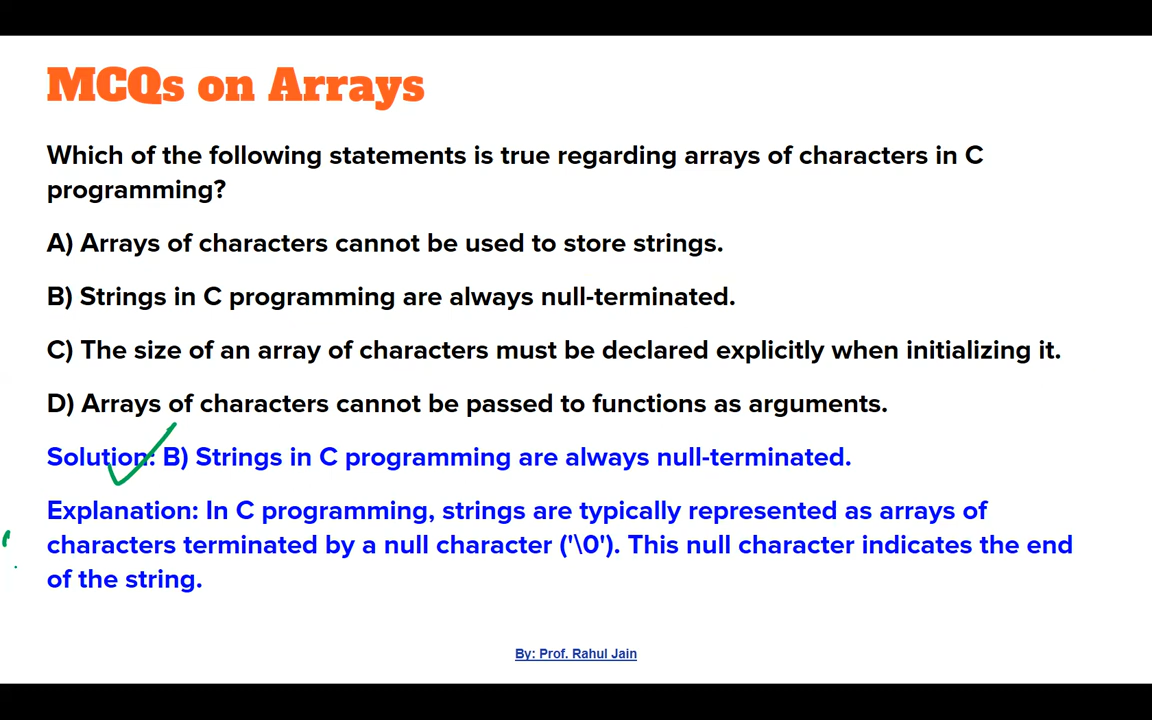 MCQs on Arrays
Which of the following statements is true regarding arrays of characters in C
programming?
A) Arrays of characters cannot be used to store strings.
B) Strings in C programming are always null-terminated.
C) The size of an array of characters must be declared explicitly when initializing it.
D) Arrays of characters cannot be passed to functions as arguments.
Solution: B) Strings in C programming are always null-terminated.
Explanation: In C programming, strings are typically represented as arrays of
characters terminated by a null character ('\0'). This null character indicates the end
of the string.
By: Prof. Rahul Jain